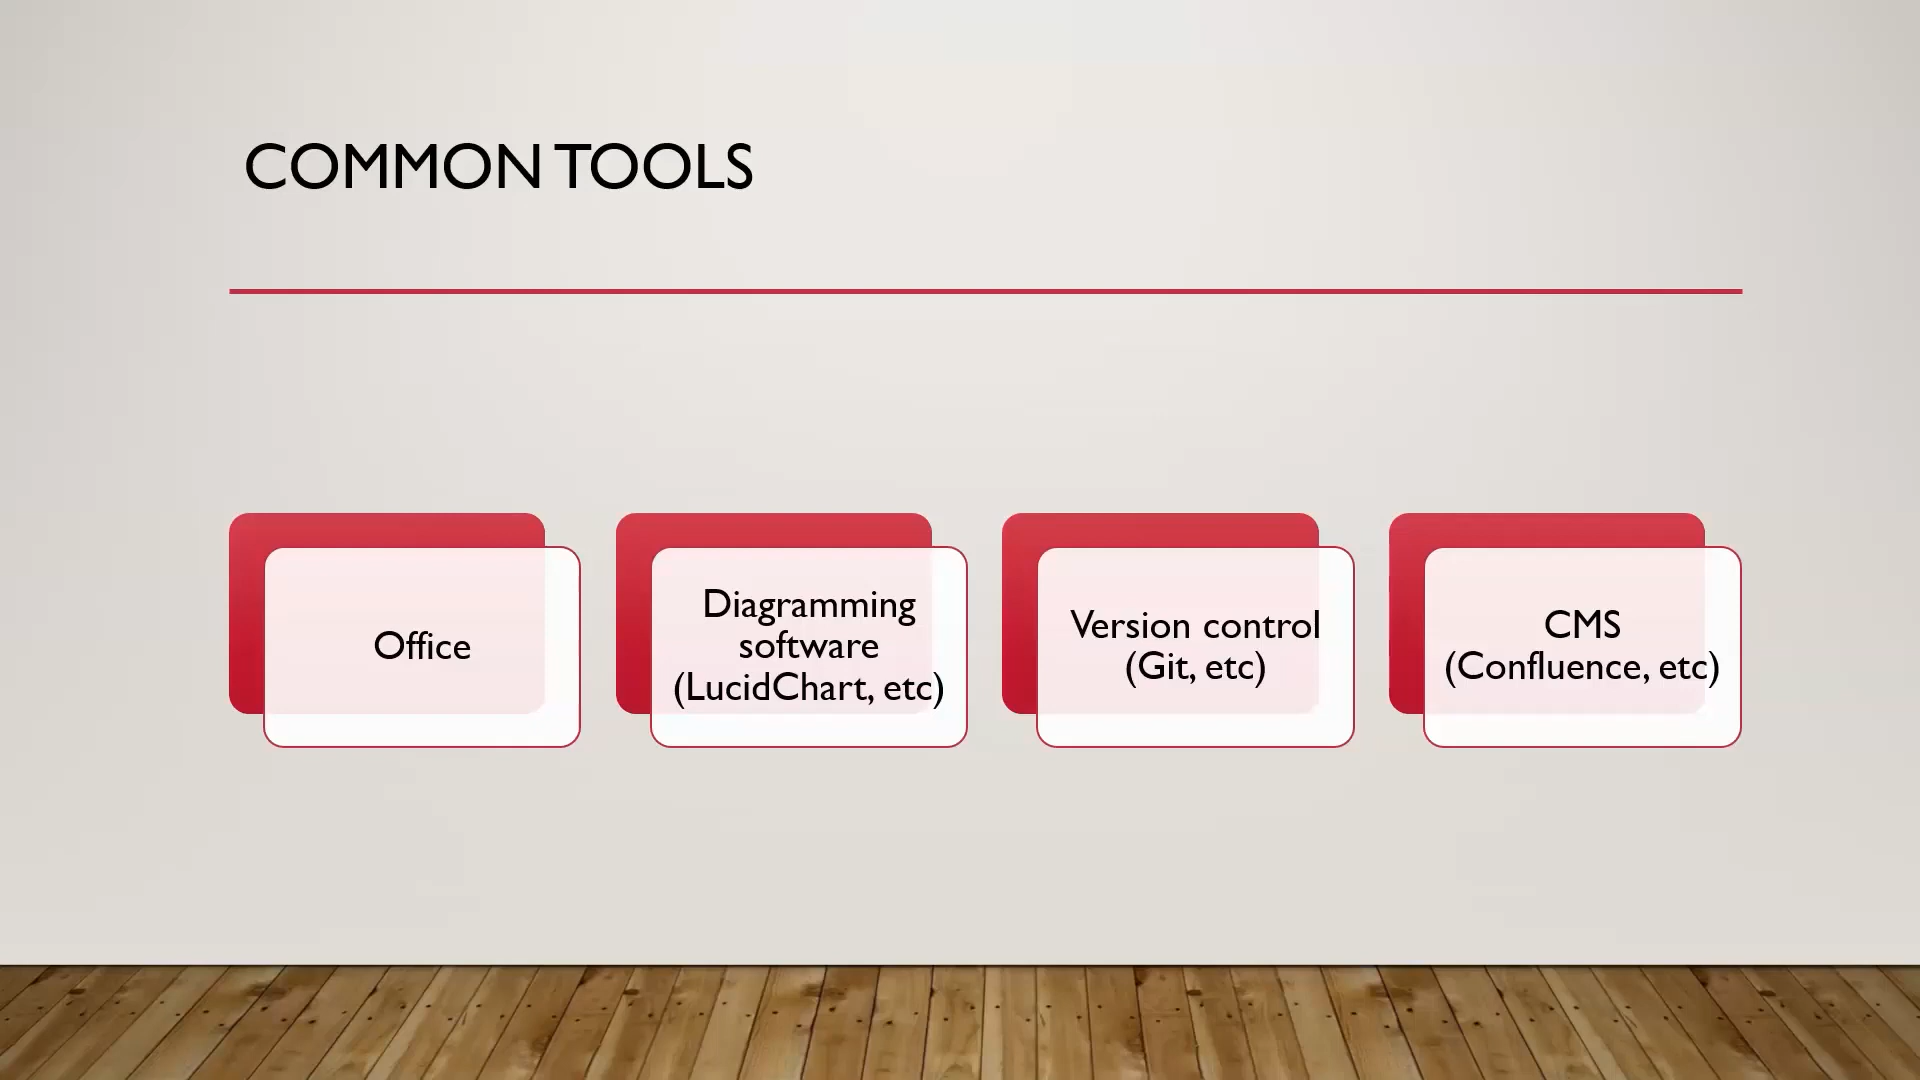 COMMON TOOLS
Office
Diagramming
software
(LucidChart, etc)
Version control
(Git, etc)
CMS
(Confluence, etc)